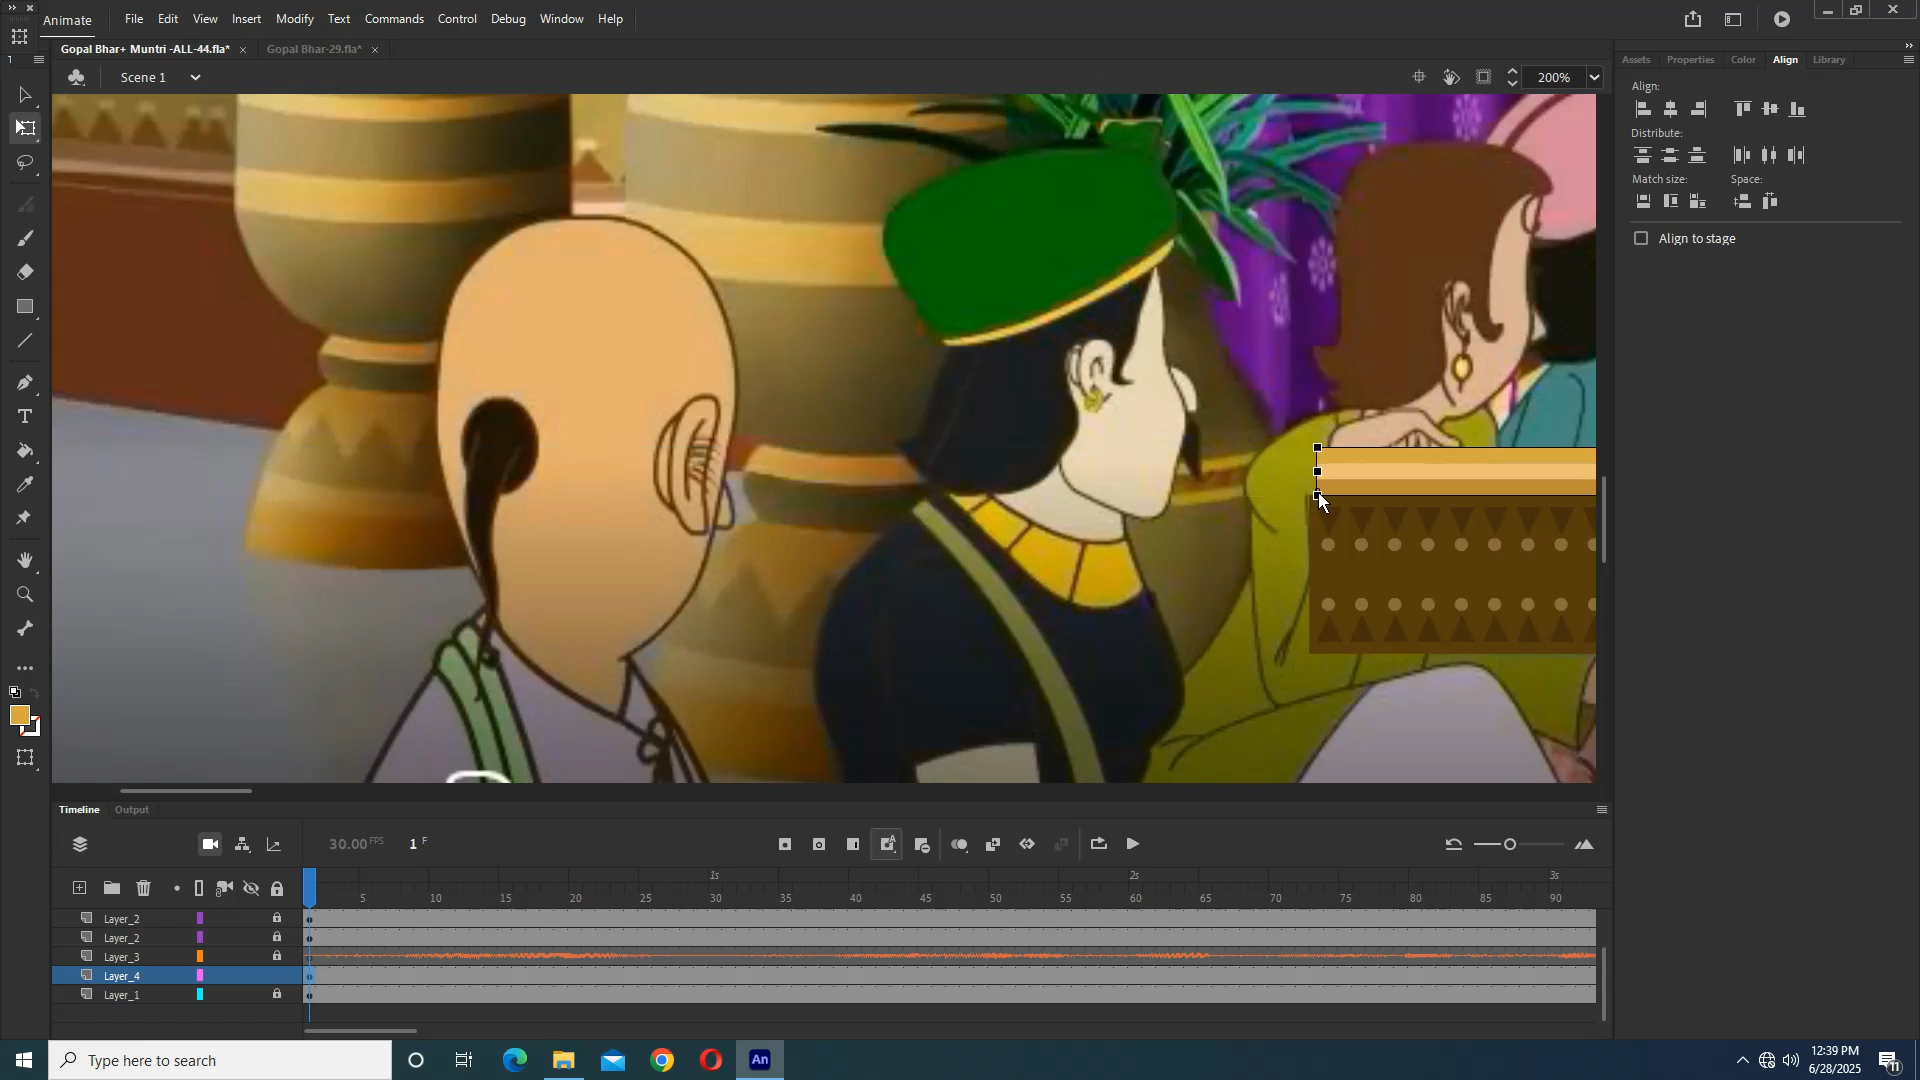 Animate File Edit View Insert Modify Text Commands Control Debug Window Help
Gopal Bhar+ Muntri -ALL-44.fla* Gopal Bhar-29.fla*
Scene 1 200%
Assets Properties Color Align Library
Align:
Distribute:
Match size: Space:
Align to stage
Timeline Output
30.00 FPS 1 F
1s 2s 3s
5 10 15 20 25 30 35 40 45 50 55 60 65 70 75 80 85 90
Layer_2
Layer_2
Layer_3
Layer_4
Layer_1
Type here to search
An
12:39 PM
6/28/2025
11